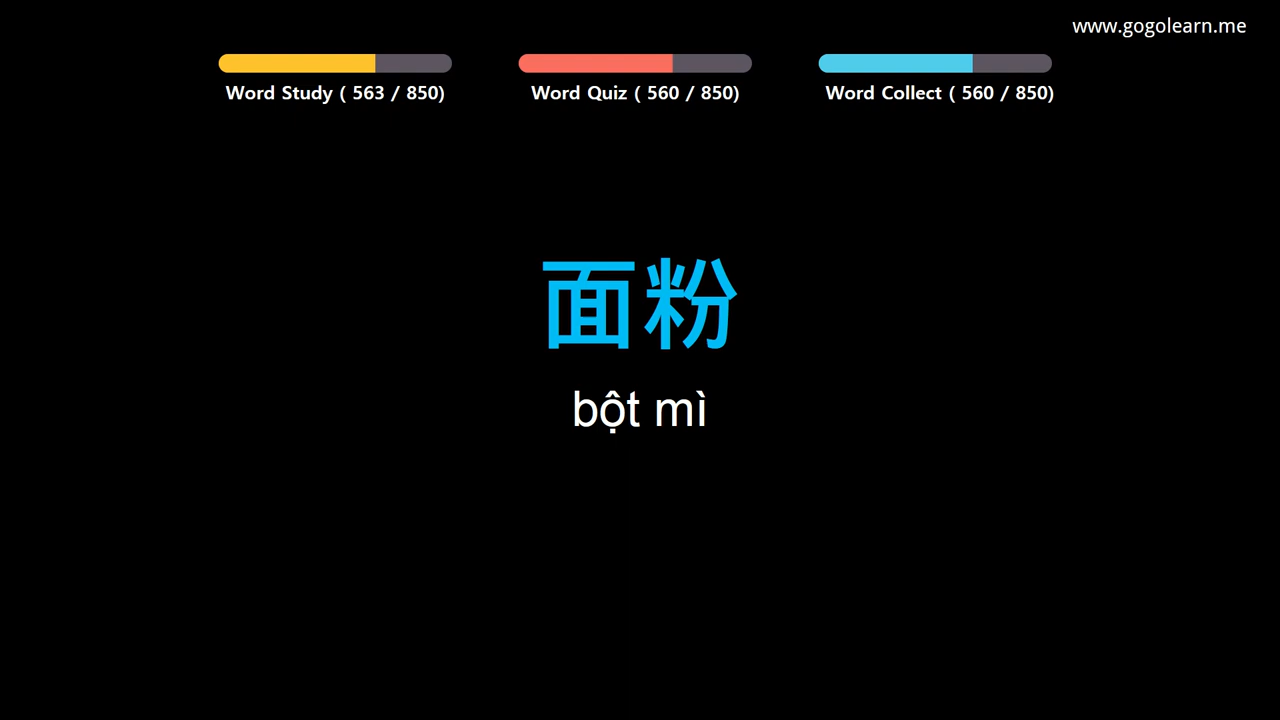 www.gogolearn.me
Word Study ( 563 / 850)
Word Quiz ( 560 / 850)
Word Collect ( 560 / 850)
面粉
bột mì